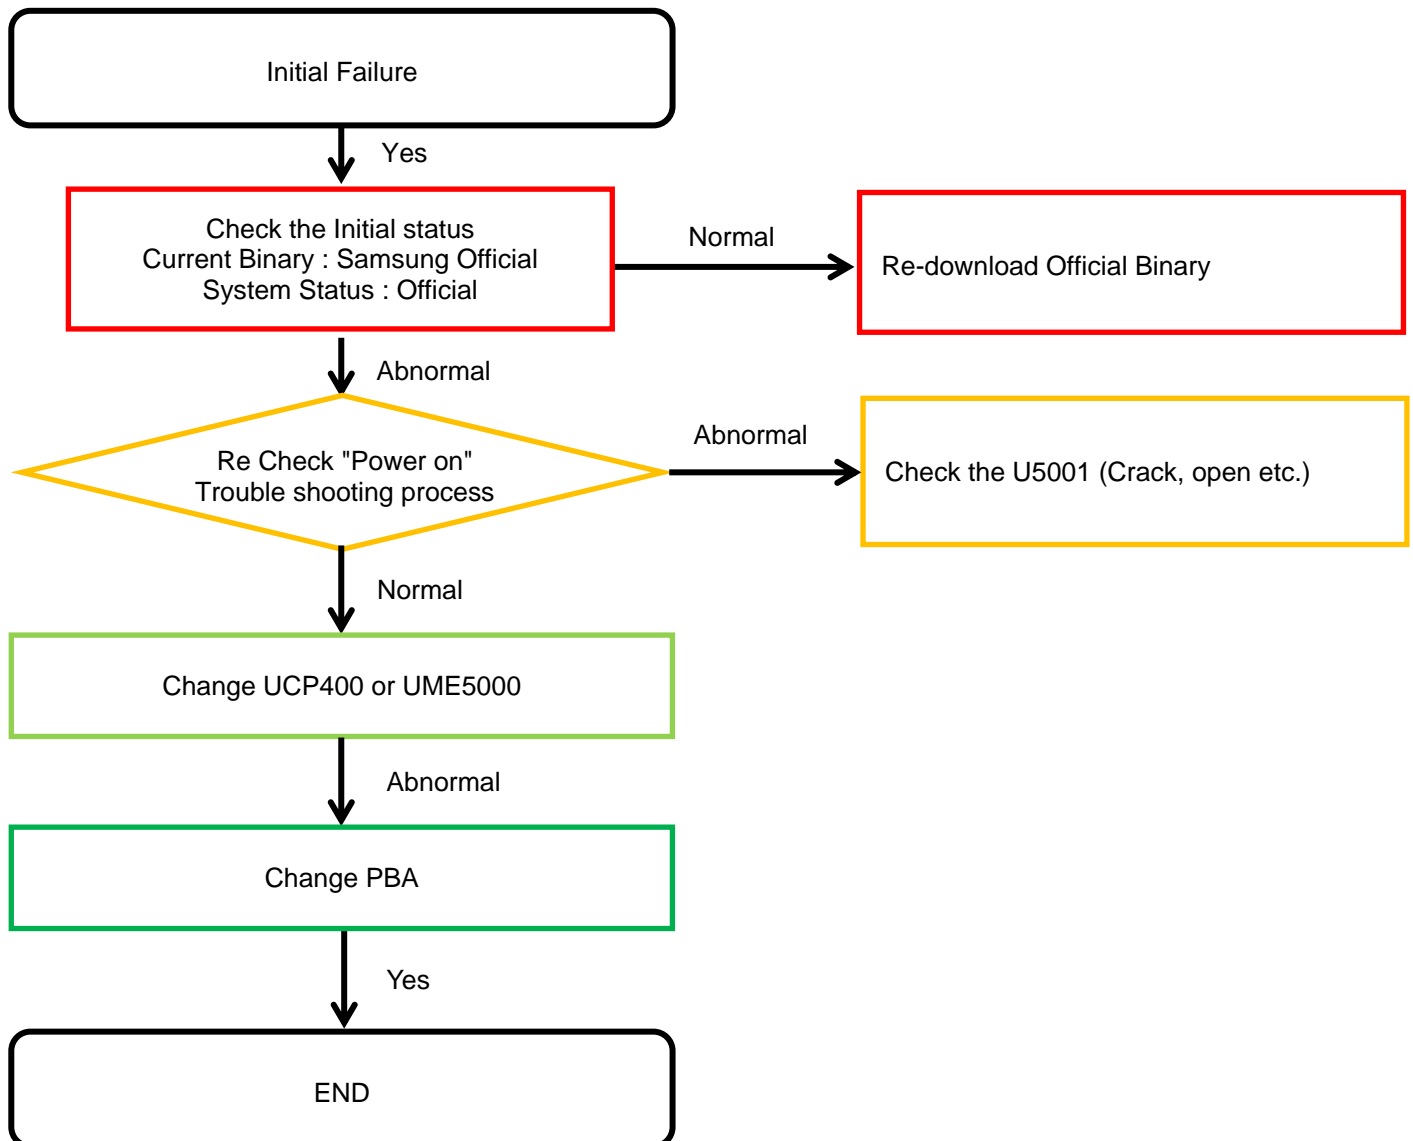 Initial Failure
Yes
Check the Initial status
Current Binary : Samsung Official
System Status : Official
Normal
Re-download Official Binary
Abnormal
Re Check "Power on"
Trouble shooting process
Abnormal
Check the U5001 (Crack, open etc.)
Normal
Change UCP400 or UME5000
Abnormal
Change PBA
Yes
END